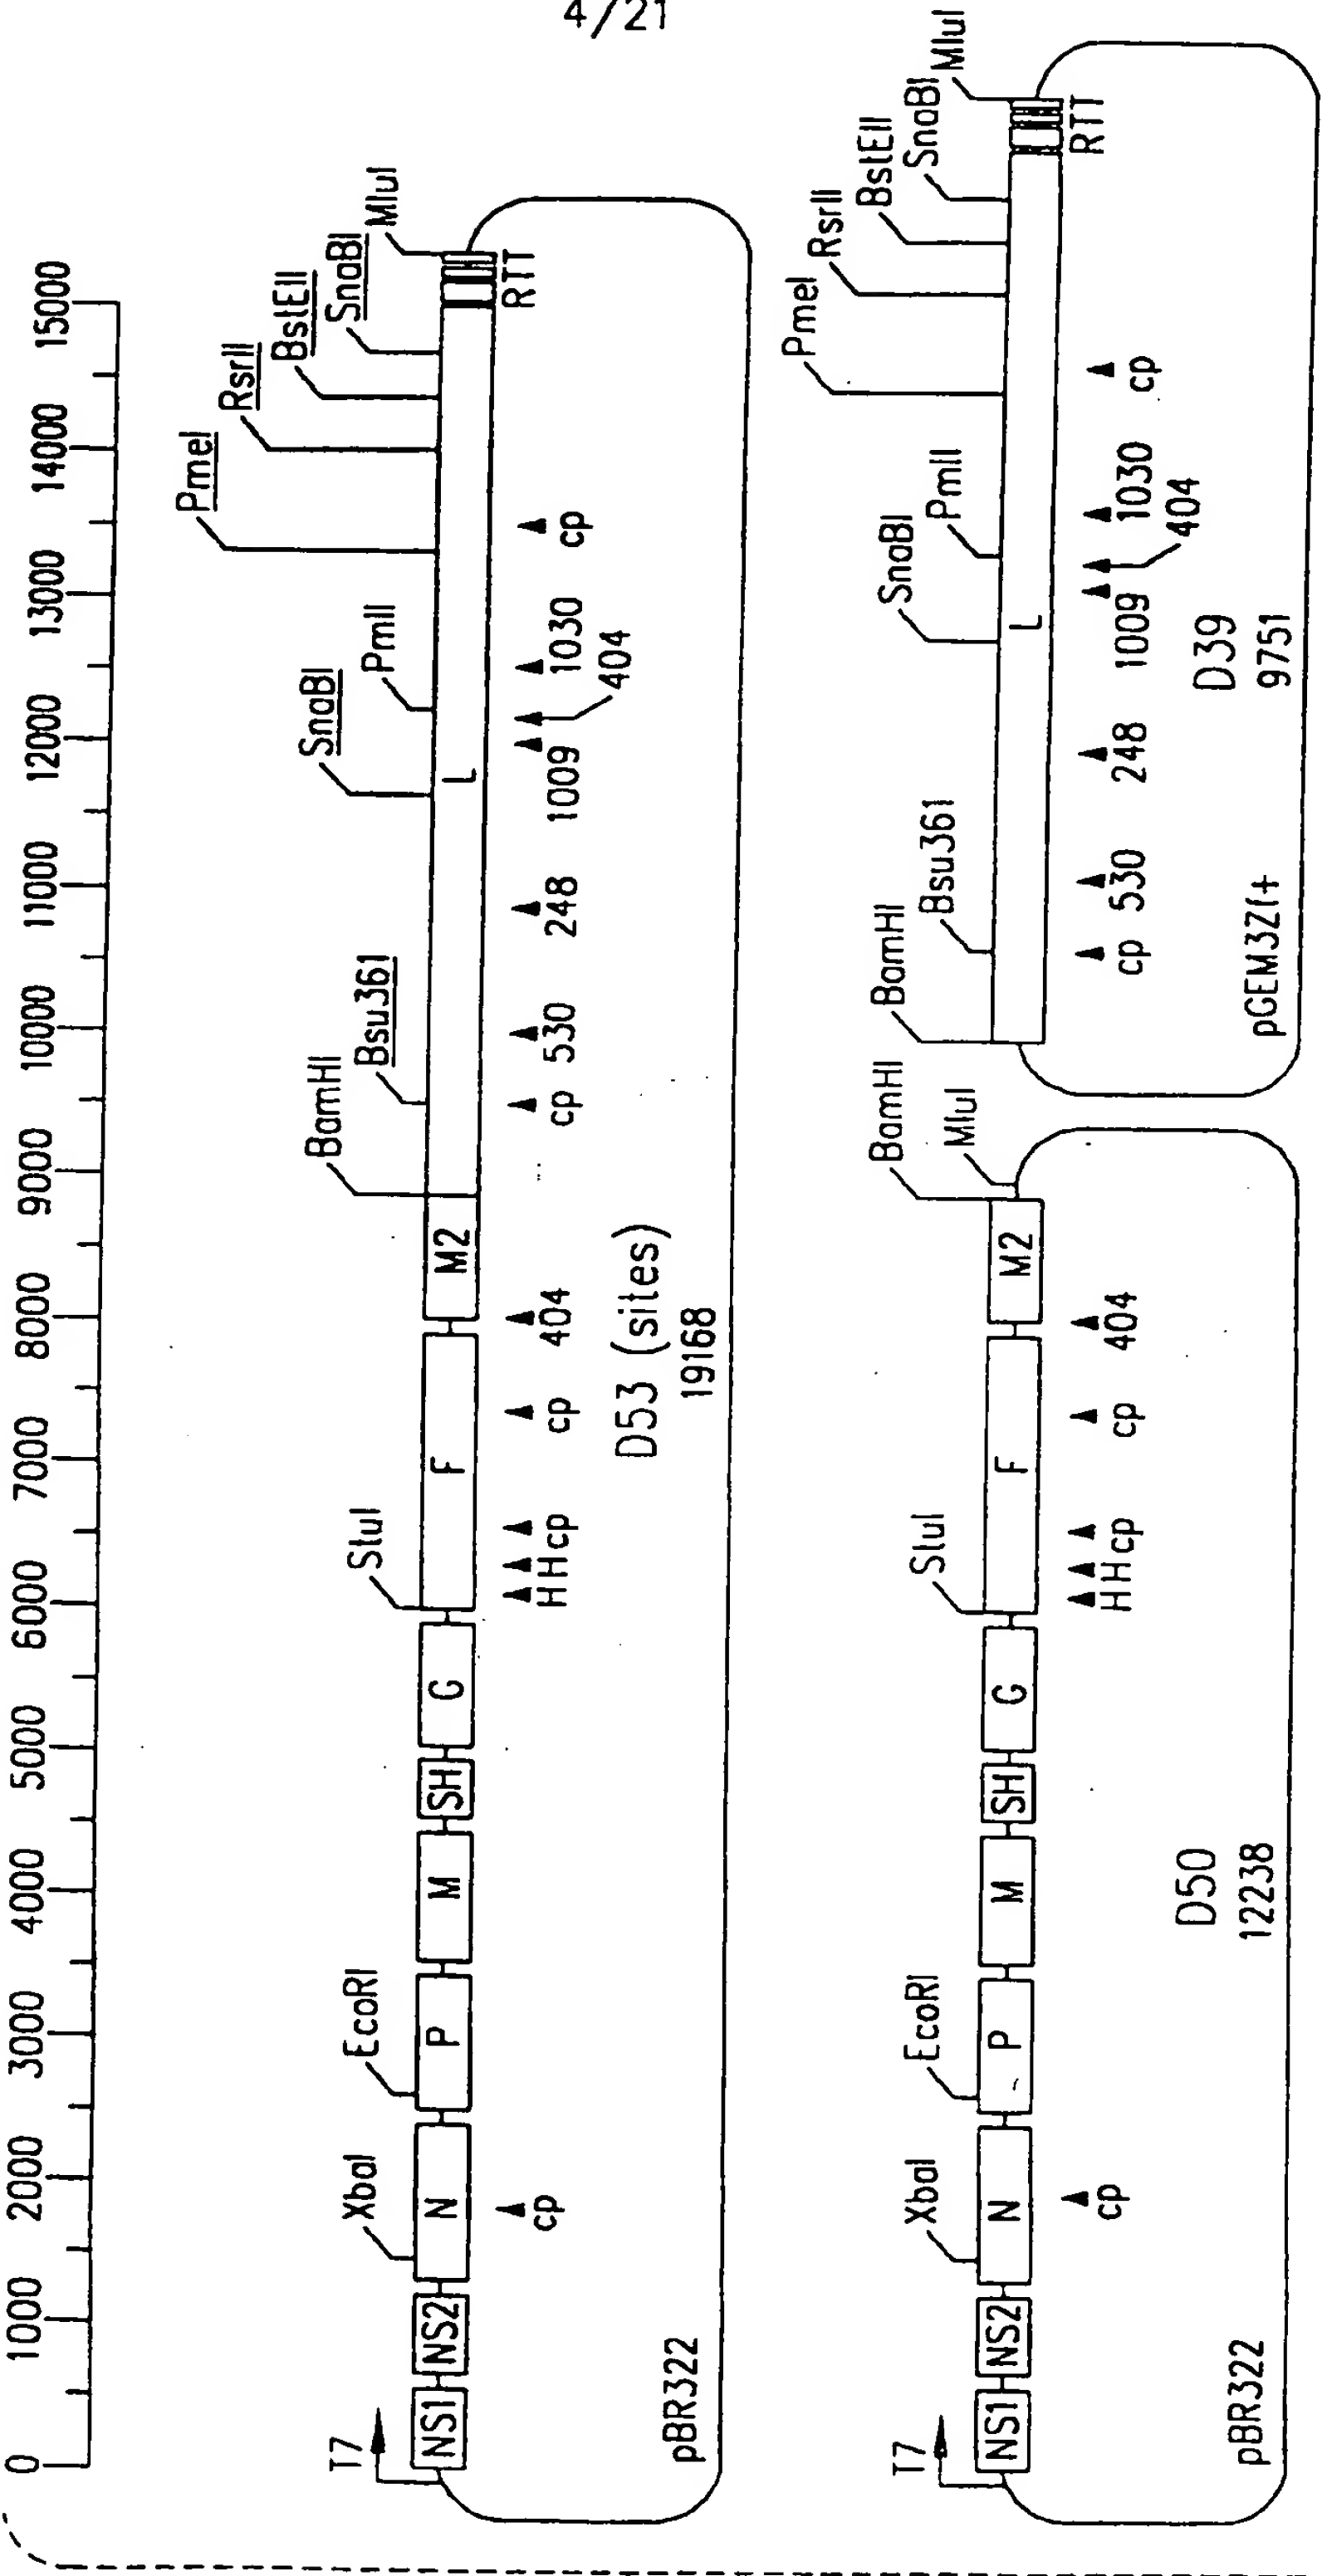 4/21
0 1000 2000 3000 4000 5000 6000 7000 8000 9000 10000 11000 12000 13000 14000 15000
PmeI
RsrII
BstEII
SnaBI
MluI
XbaI EcoRI StuI BamHI Bsu361 SnaBI PmlI
T7
NS1 NS2 N P M SH G F M2 L RTT
cp H H cp cp 404 cp 530 248 1009 1030 cp
404
D53 (sites)
19168
pBR322
PmeI
RsrII
BstEII
SnaBI
MluI
XbaI EcoRI StuI BamHI
MluI
BamHI
Bsu361
SnaBI
PmlI
T7
NS1 NS2 N P M SH G F M2
L RTT
cp H H cp cp 404
cp 530 248 1009 1030 cp
404
D50
12238
pBR322
D39
9751
pGEM3Zf+